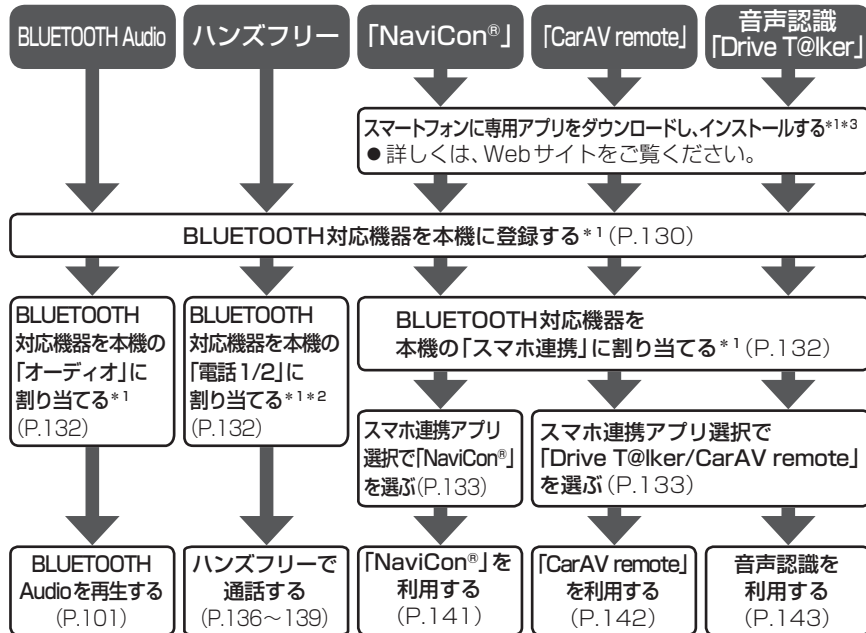 BLUETOOTH Audio
ハンズフリー
「NaviCon®」
「CarAV remote」
音声認識
「Drive T@lker」
スマートフォンに専用アプリをダウンロードし、インストールする*1*3
●詳しくは、Webサイトをご覧ください。
BLUETOOTH対応機器を本機に登録する*1(P.130)
BLUETOOTH
対応機器を本機の
「オーディオ」に
割り当てる*1
(P.132)
BLUETOOTH
対応機器を本機の
「電話1/2」に
割り当てる*1*2
(P.132)
BLUETOOTH対応機器を
本機の「スマホ連携」に割り当てる*1(P.132)
スマホ連携アプリ
選択で「NaviCon®」
を選ぶ(P.133)
スマホ連携アプリ選択で
「Drive T@lker/CarAV remote」
を選ぶ(P.133)
BLUETOOTH
Audioを再生する
(P.101)
ハンズフリーで
通話する
(P.136～139)
「NaviCon®」を
利用する
(P.141)
「CarAV remote」
を利用する
(P.142)
音声認識を
利用する
(P.143)